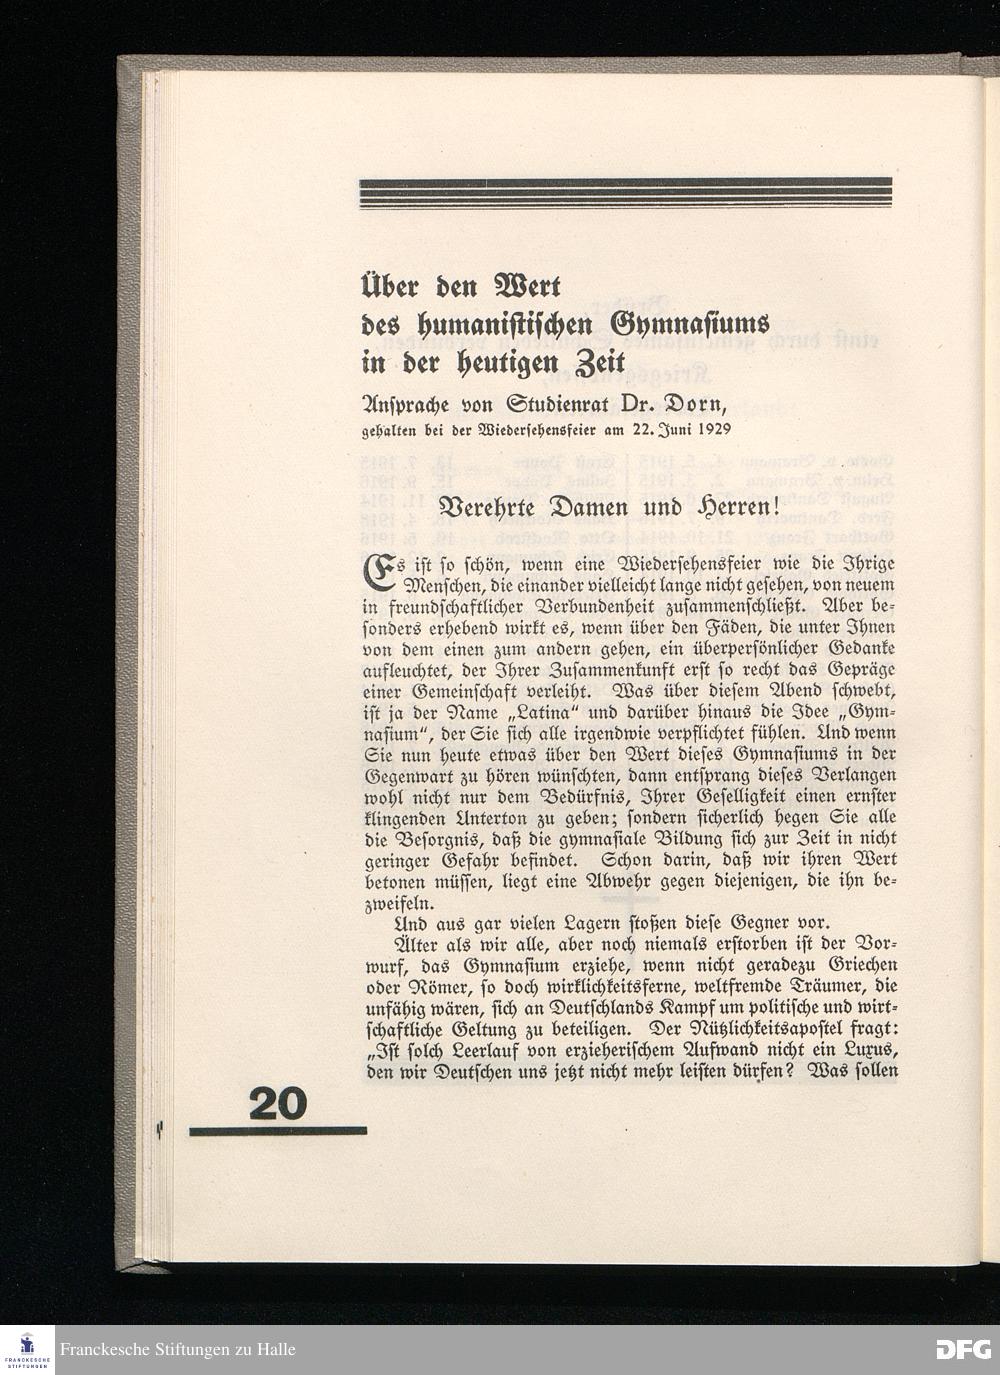 Über den Wert
des humanistischen Gymnasiums
in der heutigen Zeit
Ansprache von Studienrat Dr. Dorn,
gehalten bei der Wiedersehensfeier am 22. Juni 1929
Verehrte Damen und Herren!
Es ist so schön, wenn eine Wiedersehensfeier wie die Ihrige
Menschen, die einander vielleicht lange nicht gesehen, von neuem
in freundschaftlicher Verbundenheit zusammenschließt. Aber be-
sonders erhebend wirkt es, wenn über den Fäden, die unter Ihnen
von dem einen zum andern gehen, ein überpersönlicher Gedanke
aufleuchtet, der Ihrer Zusammenkunft erst so recht das Gepräge
einer Gemeinschaft verleiht. Was über diesem Abend schwebt,
ist ja der Name „Latina“ und darüber hinaus die Idee „Gym-
nasium“, der Sie sich alle irgendwie verpflichtet fühlen. Und wenn
Sie nun heute etwas über den Wert dieses Gymnasiums in der
Gegenwart zu hören wünschten, dann entsprang dieses Verlangen
wohl nicht nur dem Bedürfnis, Ihrer Geselligkeit einen ernster
klingenden Unterton zu geben; sondern sicherlich hegen Sie alle
die Besorgnis, daß die gymnasiale Bildung sich zur Zeit in nicht
geringer Gefahr befindet. Schon darin, daß wir ihren Wert
betonen müssen, liegt eine Abwehr gegen diejenigen, die ihn be-
zweifeln.
Und aus gar vielen Lagern stoßen diese Gegner vor.
Älter als wir alle, aber noch niemals erstorben ist der Vor-
wurf, das Gymnasium erziehe, wenn nicht geradezu Griechen
oder Römer, so doch wirklichkeitsferne, weltfremde Träumer, die
unfähig wären, sich an Deutschlands Kampf um politische und wirt-
schaftliche Geltung zu beteiligen. Der Nützlichkeitsapostel fragt:
„Ist solch Leerlauf von erzieherischem Aufwand nicht ein Luxus,
den wir Deutschen uns jetzt nicht mehr leisten dürfen? Was sollen
20
FRANCKESCHE
STIFTUNGEN
Franckesche Stiftungen zu Halle
DFG